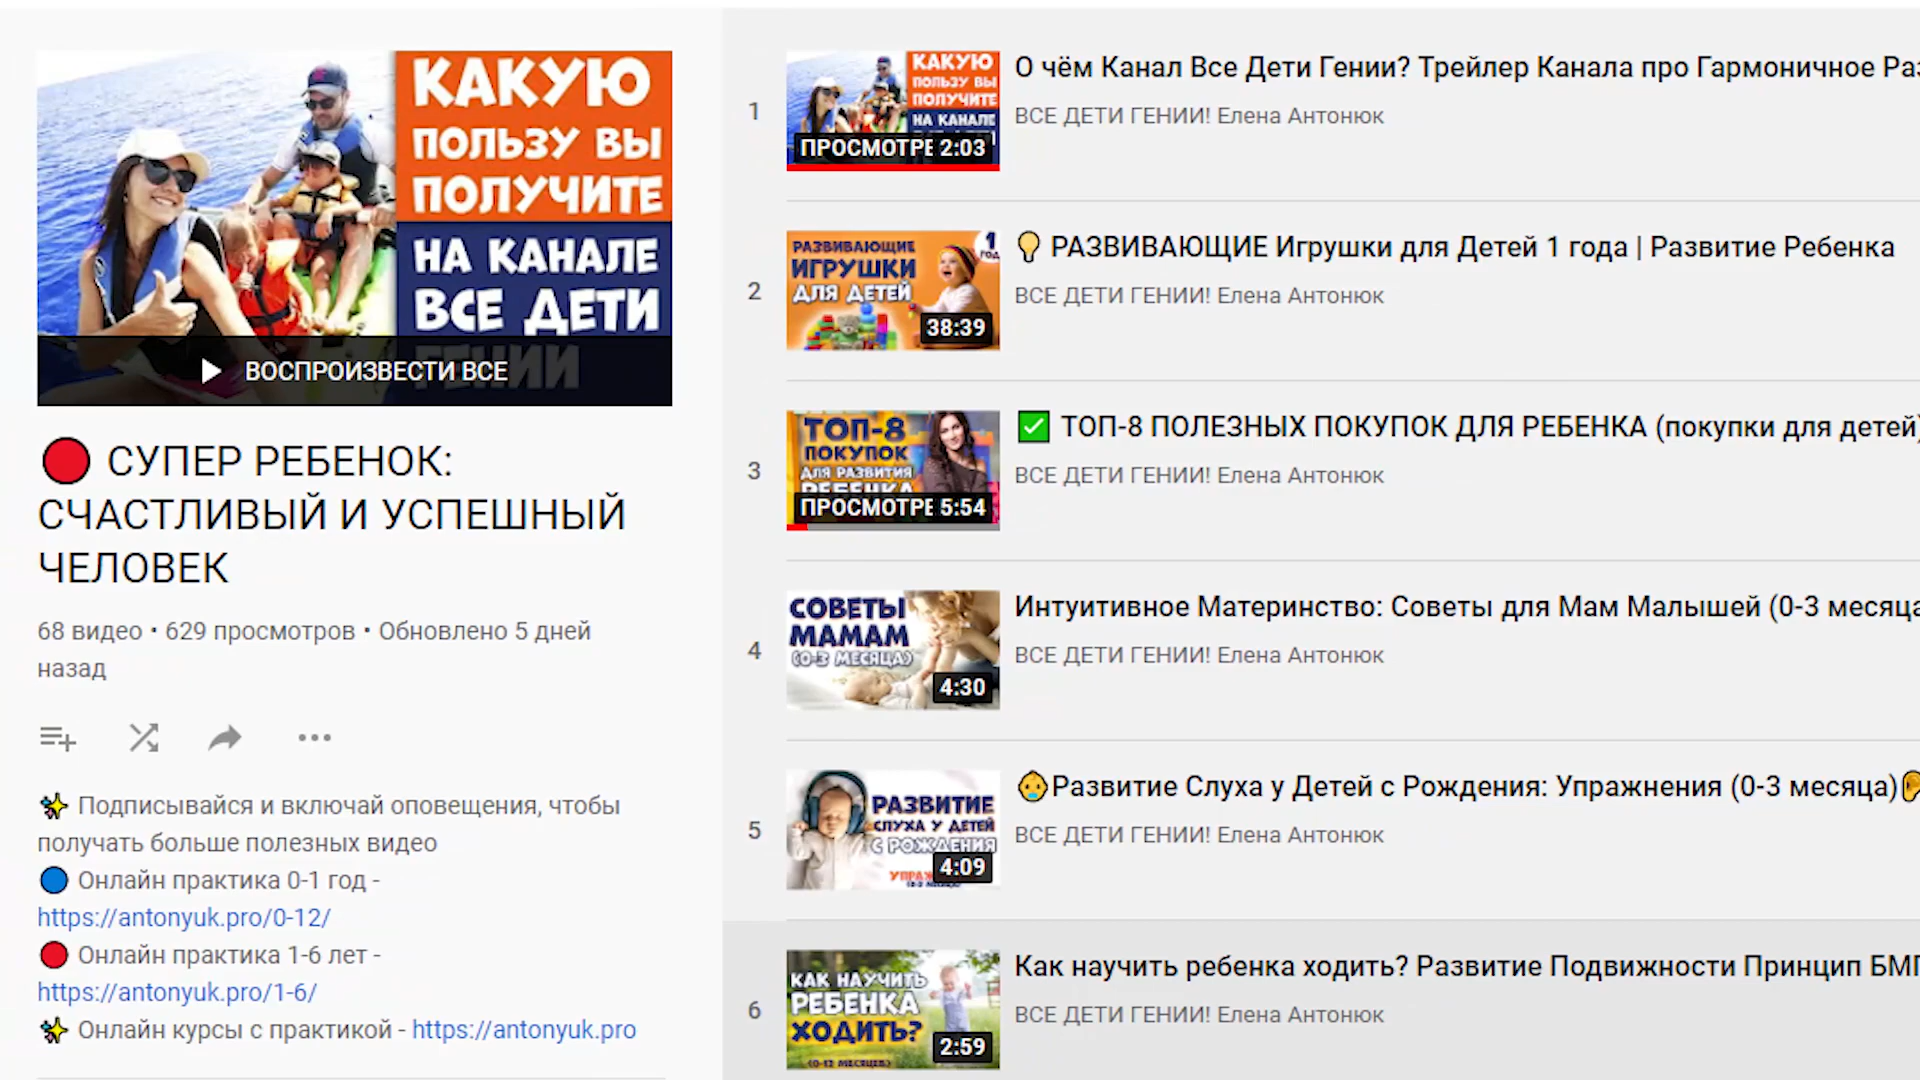 КАКУЮ
ПОЛЬЗУ ВЫ
ПОЛУЧИТЕ
НА КАНАЛЕ
ВСЕ ДЕТИ
ГЕНИИ
ВОСПРОИЗВЕСТИ ВСЕ
СУПЕР РЕБЕНОК:
СЧАСТЛИВЫЙ И УСПЕШНЫЙ
ЧЕЛОВЕК
68 видео • 629 просмотров • Обновлено 5 дней
назад
Подписывайся и включай оповещения, чтобы
получать больше полезных видео
Онлайн практика 0-1 год -
https://antonyuk.pro/0-12/
Онлайн практика 1-6 лет -
https://antonyuk.pro/1-6/
Онлайн курсы с практикой - https://antonyuk.pro
1
КАКУЮ
ПОЛЬЗУ ВЫ
ПОЛУЧИТЕ
НА КАНАЛЕ
ПРОСМОТРЕ 2:03
О чём Канал Все Дети Гении? Трейлер Канала про Гармоничное Раз
ВСЕ ДЕТИ ГЕНИИ! Елена Антонюк
2
РАЗВИВАЮЩИЕ
ИГРУШКИ
ДЛЯ ДЕТЕЙ
1
ГОД
38:39
РАЗВИВАЮЩИЕ Игрушки для Детей 1 года | Развитие Ребенка
ВСЕ ДЕТИ ГЕНИИ! Елена Антонюк
3
ТОП-8
ПОКУПОК
ДЛЯ РАЗВИТИЯ
РЕБЕНКА
ПРОСМОТРЕ 5:54
ТОП-8 ПОЛЕЗНЫХ ПОКУПОК ДЛЯ РЕБЕНКА (покупки для детей)
ВСЕ ДЕТИ ГЕНИИ! Елена Антонюк
4
СОВЕТЫ
МАМАМ
(0-3 МЕСЯЦА)
4:30
Интуитивное Материнство: Советы для Мам Малышей (0-3 месяца
ВСЕ ДЕТИ ГЕНИИ! Елена Антонюк
5
РАЗВИТИЕ
СЛУХА У ДЕТЕЙ
С РОЖДЕНИЯ
4:09
Развитие Слуха у Детей с Рождения: Упражнения (0-3 месяца)
ВСЕ ДЕТИ ГЕНИИ! Елена Антонюк
6
КАК НАУЧИТЬ
РЕБЕНКА
ХОДИТЬ?
(0-12 МЕСЯЦЕВ)
2:59
Как научить ребенка ходить? Развитие Подвижности Принцип БМП
ВСЕ ДЕТИ ГЕНИИ! Елена Антонюк